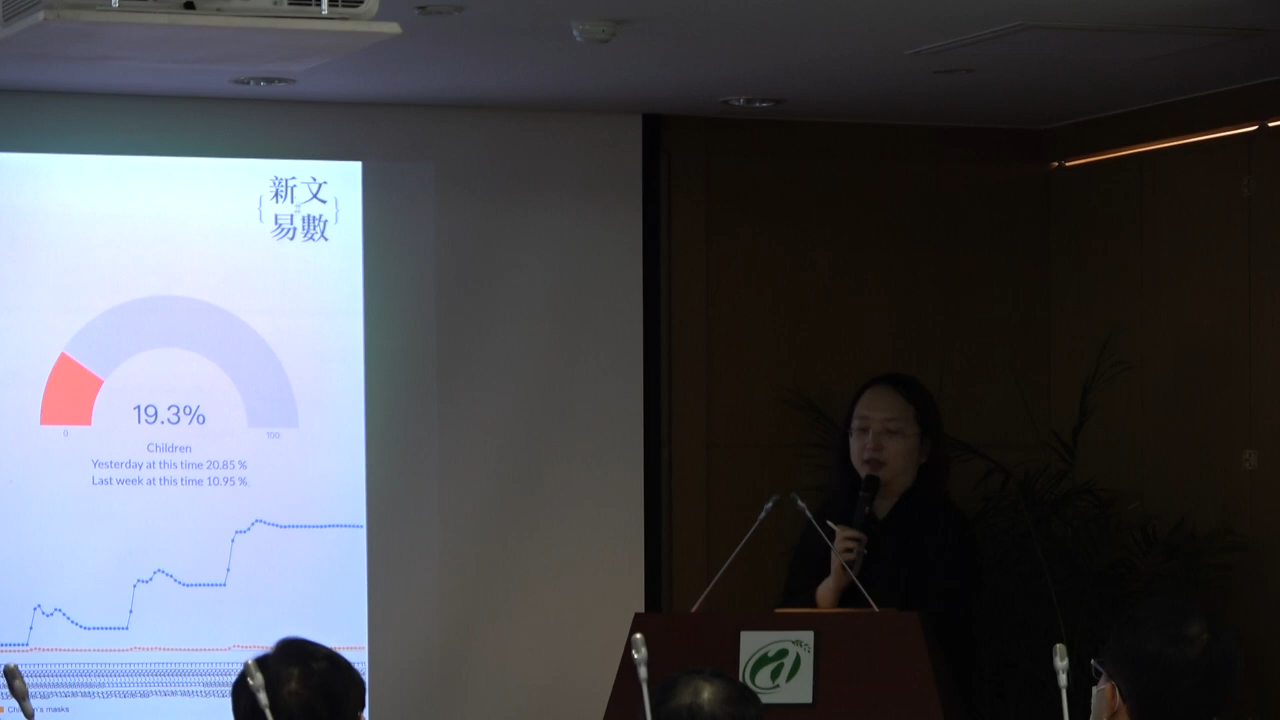 {新文
易數}
19.3%
0
100
Children
Yesterday at this time 20.85 %
Last week at this time 10.95 %